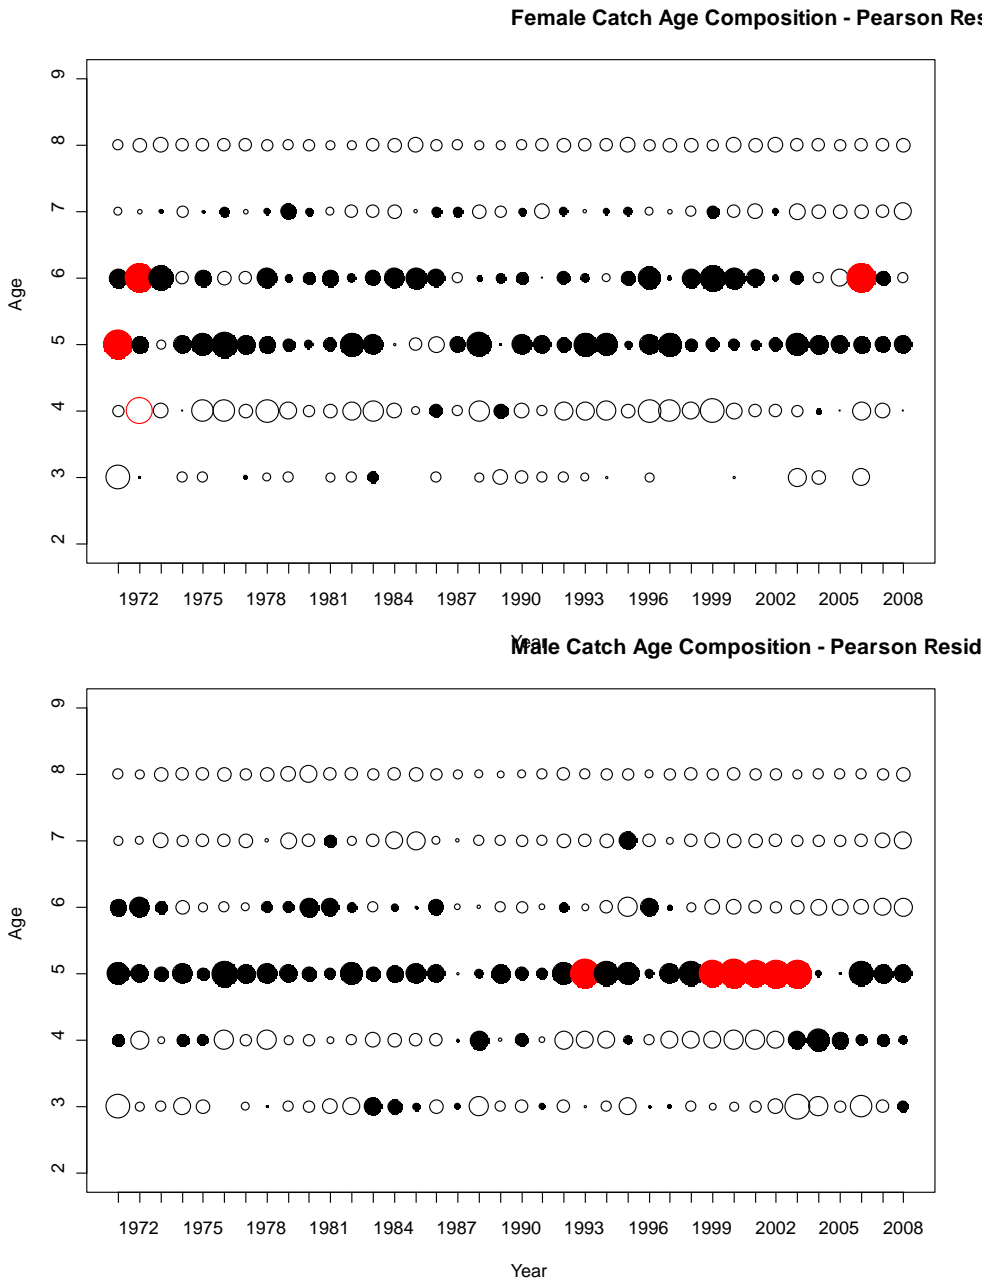 Female Catch Age Composition - Pearson Res
9
8
7
6
5
4
3
2
Age
1972 1975 1978 1981 1984 1987 1990 1993 1996 1999 2002 2005 2008
Year
Male Catch Age Composition - Pearson Resid
9
8
7
6
5
4
3
2
Age
1972 1975 1978 1981 1984 1987 1990 1993 1996 1999 2002 2005 2008
Year